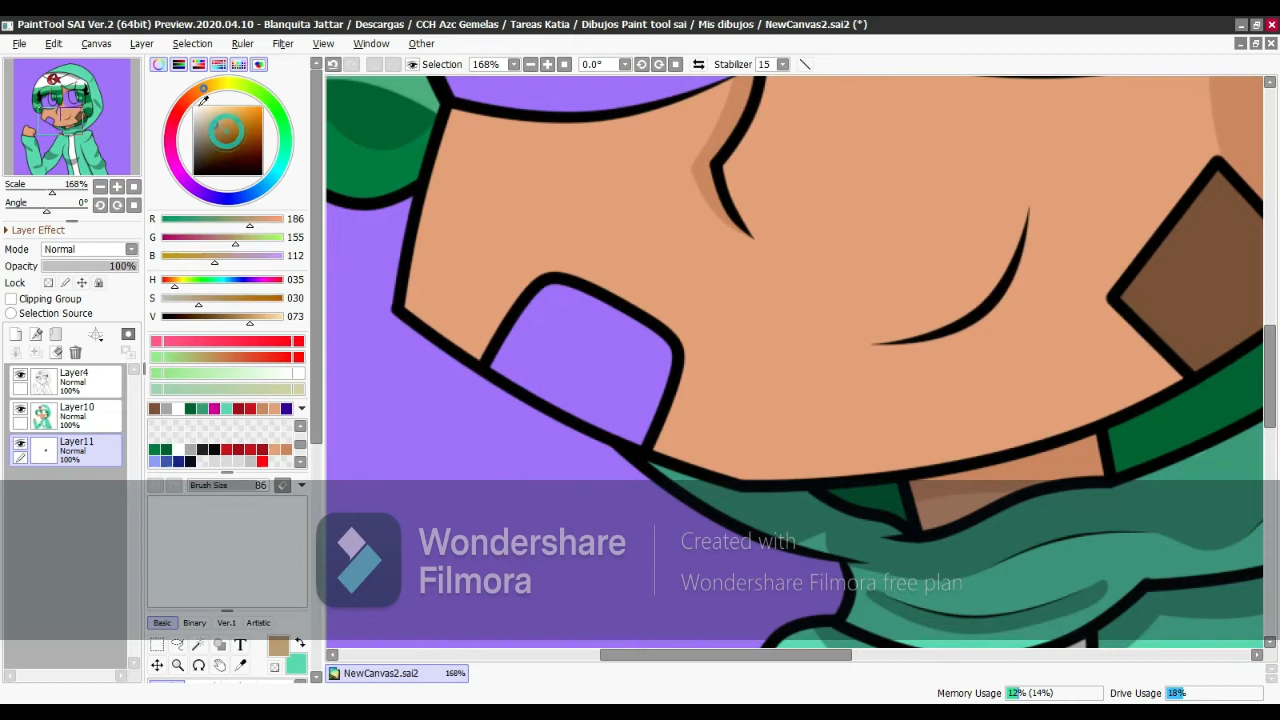 PaintTool SAI Ver.2 (64bit) Preview.2020.04.10 - Blanquita Jattar / Descargas / CCH Azc Gemelas / Tareas Katia / Dibujos Paint tool sai / Mis dibujos / NewCanvas2.sai2 (*)
File Edit Canvas Layer Selection Ruler Filter View Window Other
Selection 168% 0.0° Stabilizer 15
Scale 168%
Angle 0°
Layer Effect
Mode Normal
Opacity 100%
Lock
Clipping Group
Selection Source
Layer4
Normal
100%
Layer10
Normal
100%
Layer11
Normal
100%
R 186
G 155
B 112
H 035
S 030
V 073
Brush Size 86
Basic Binary Ver.1 Artistic
T
Wondershare
Filmora
Created with
Wondershare Filmora free plan
NewCanvas2.sai2 168%
Memory Usage 12% (14%) Drive Usage 18%